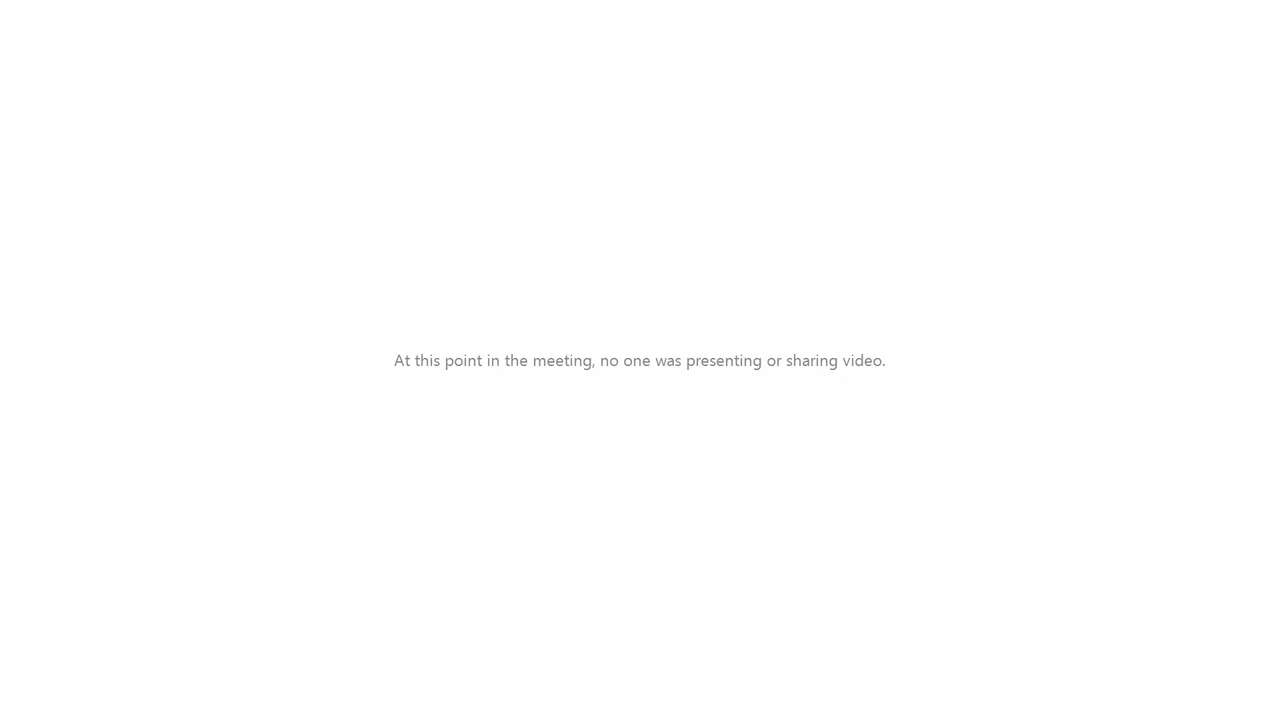 At this point in the meeting, no one was presenting or sharing video.